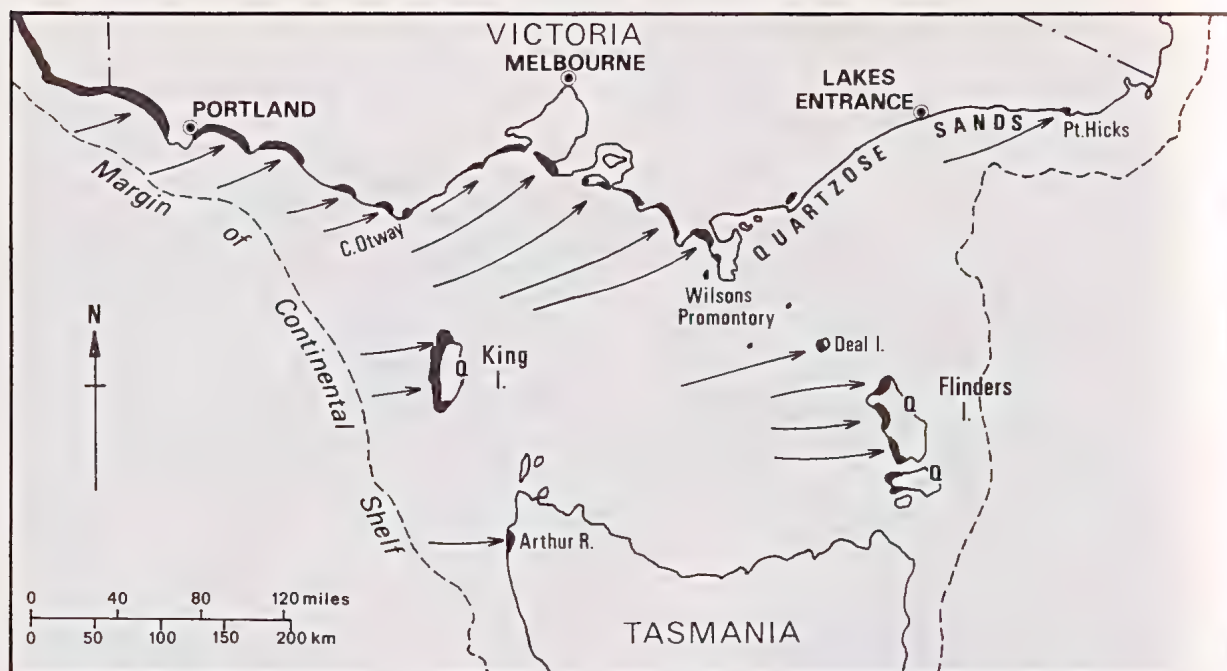 VICTORIA
MELBOURNE
PORTLAND
LAKES
ENTRANCE
QUARTZOSE SANDS
Pt. Hicks
Margin of Continental Shelf
C. Otway
Wilsons
Promontory
N
King
I.
Q
Deal I.
Flinders
I.
Q
Q
Arthur R.
TASMANIA
0 40 80 120 miles
0 50 100 150 200 km